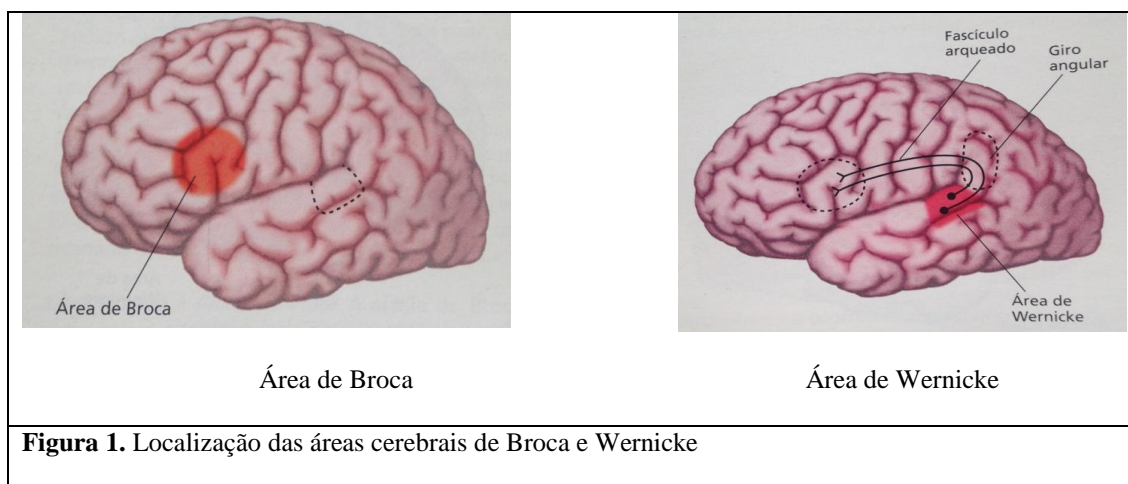 Área de Broca
Fascículo
arqueado
Giro
angular
Área de
Wernicke
Área de Broca
Área de Wernicke
Figura 1. Localização das áreas cerebrais de Broca e Wernicke